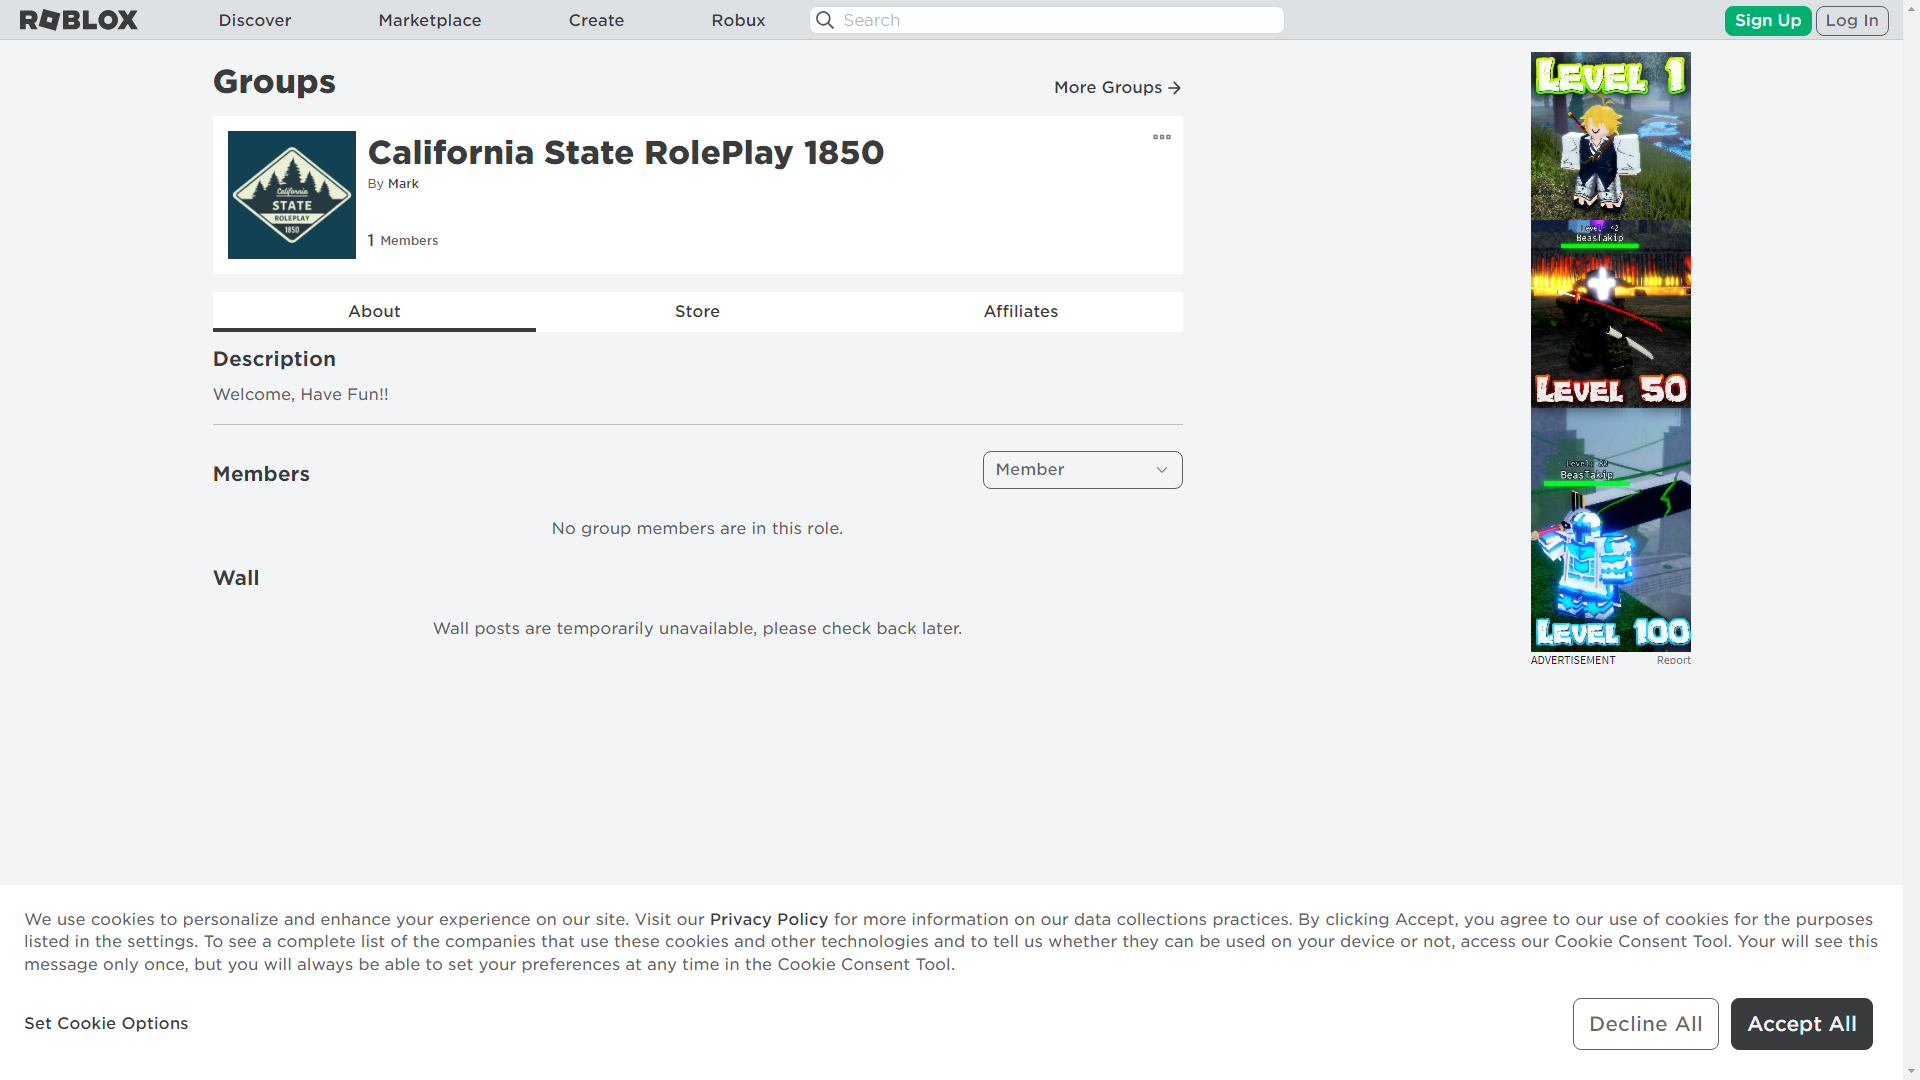 ROBLOX
Discover
Marketplace
Create
Robux
Search
Sign Up
Log In
Groups
More Groups
California
STATE
ROLEPLAY
1850
California State RolePlay 1850
By Mark
1 Members
About
Store
Affiliates
Description
Welcome, Have Fun!!
Members
Member
No group members are in this role.
Wall
Wall posts are temporarily unavailable, please check back later.
LEVEL 1
BeasTakip
LEVEL 50
BeasTakip
LEVEL 100
ADVERTISEMENT
Report
We use cookies to personalize and enhance your experience on our site. Visit our Privacy Policy for more information on our data collections practices. By clicking Accept, you agree to our use of cookies for the purposes
listed in the settings. To see a complete list of the companies that use these cookies and other technologies and to tell us whether they can be used on your device or not, access our Cookie Consent Tool. Your will see this
message only once, but you will always be able to set your preferences at any time in the Cookie Consent Tool.
Set Cookie Options
Decline All
Accept All